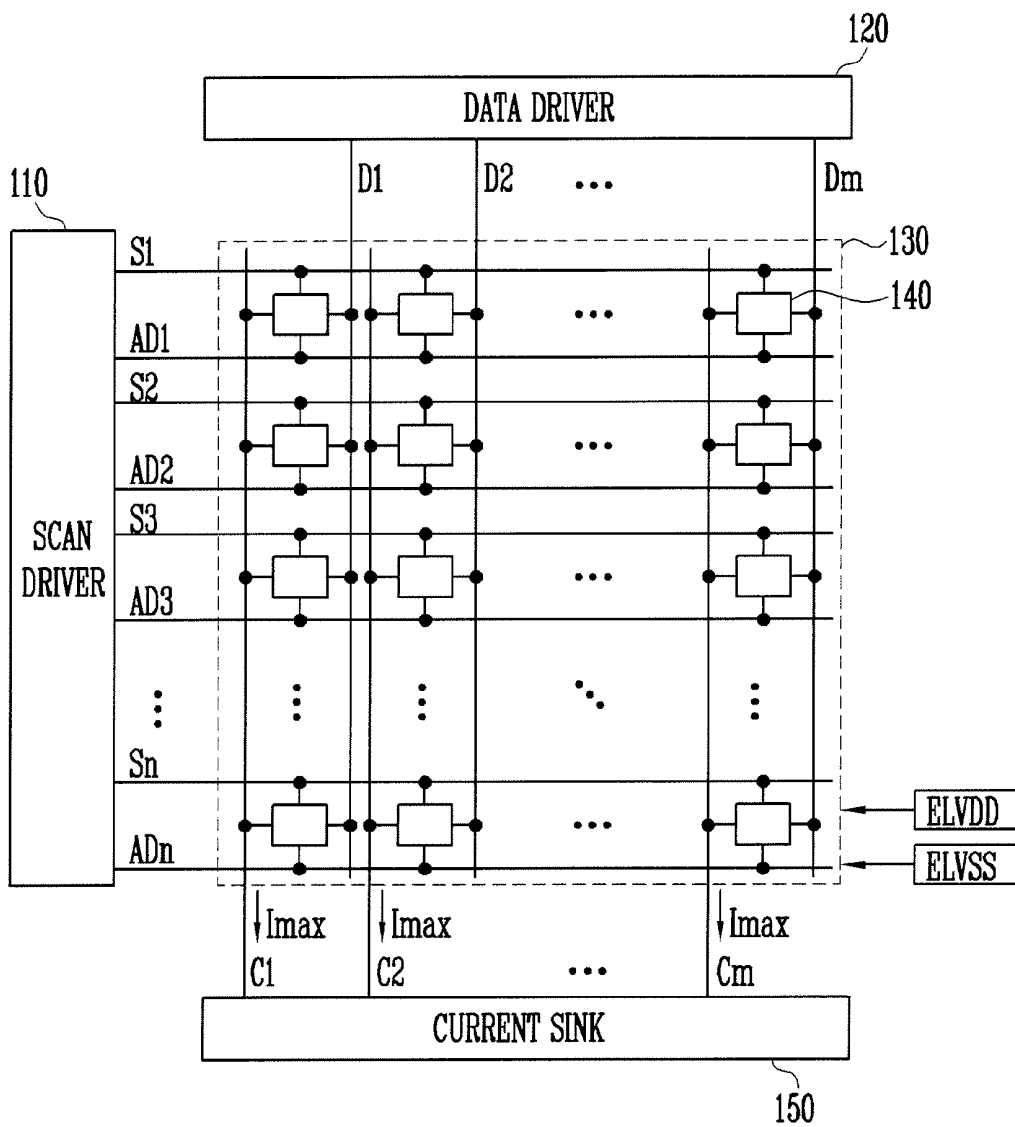 120
DATA DRIVER
D1 D2 ••• Dm
110
S1
130
140
AD1
S2
AD2
S3
SCAN
DRIVER
AD3
Sn
ELVDD
ADn
ELVSS
Imax Imax Imax
C1 C2 ••• Cm
CURRENT SINK
150